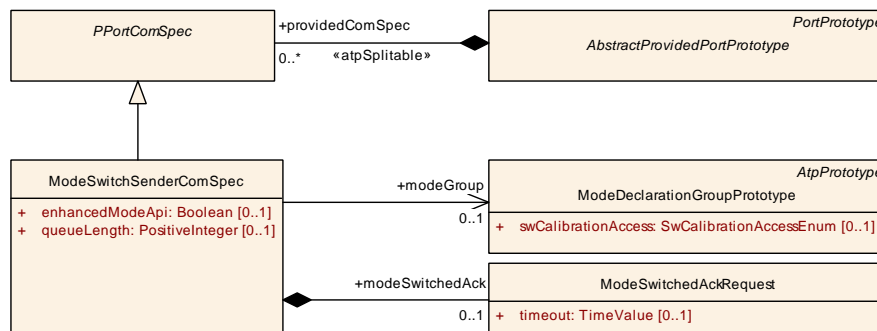 PPortComSpec
+providedComSpec
0..*
«atpSplitable»
PortPrototype
AbstractProvidedPortPrototype
ModeSwitchSenderComSpec
+ enhancedModeApi: Boolean [0..1]
+ queueLength: PositiveInteger [0..1]
+modeGroup
0..1
AtpPrototype
ModeDeclarationGroupPrototype
+ swCalibrationAccess: SwCalibrationAccessEnum [0..1]
+modeSwitchedAck
0..1
ModeSwitchedAckRequest
+ timeout: TimeValue [0..1]